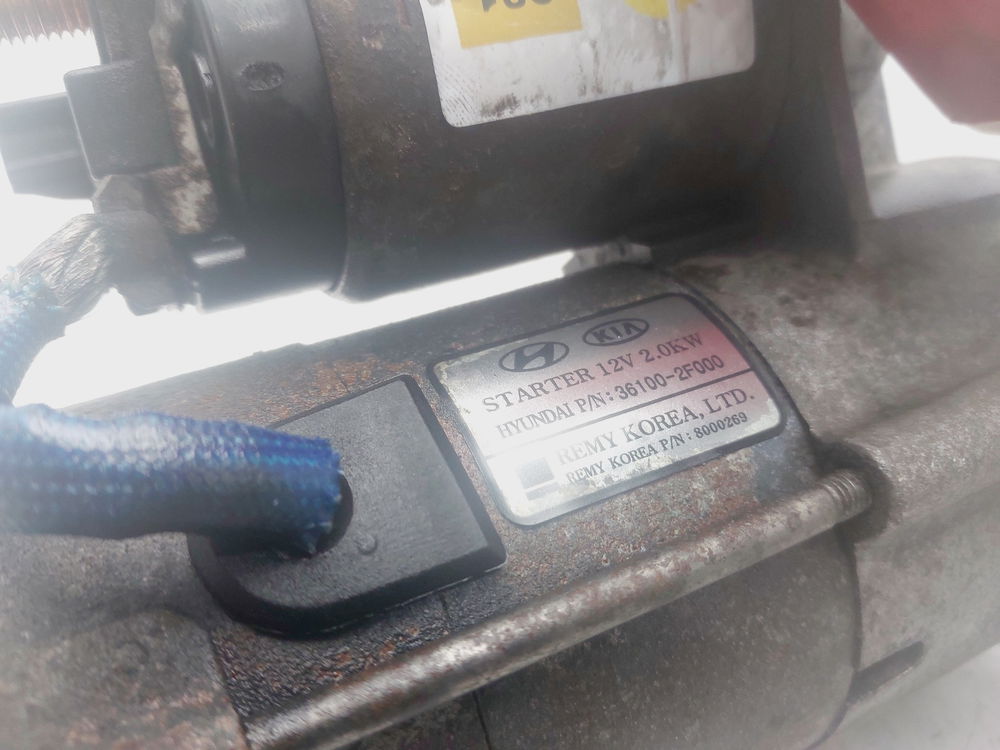 KIA
STARTER 12V 2.0KW
HYUNDAI P/N: 36100-2F000
REMY KOREA, LTD.
REMY KOREA P/N : 8000269